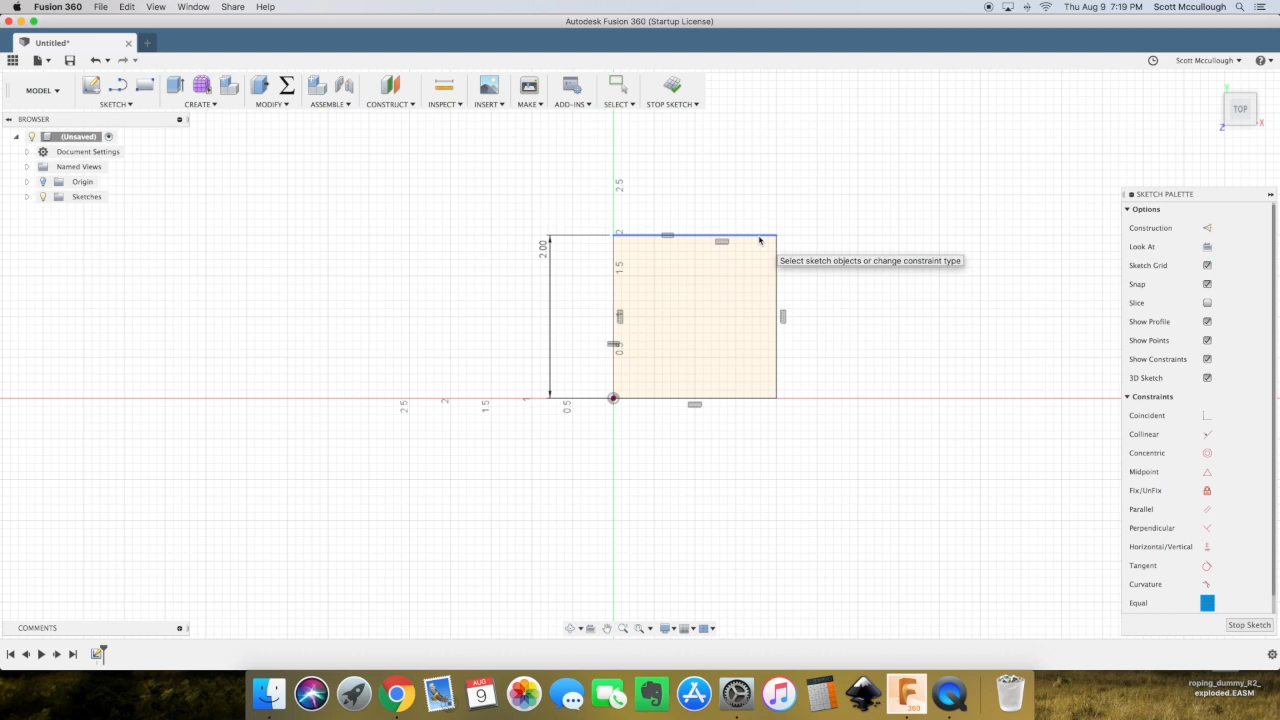 Fusion 360 File Edit View Window Share Help Thu Aug 9 7:19 PM Scott Mccullough
Autodesk Fusion 360 (Startup License)
Untitled*
Scott Mccullough
MODEL
SKETCH CREATE MODIFY ASSEMBLE CONSTRUCT INSPECT INSERT MAKE ADD-INS SELECT STOP SKETCH
TOP
Y
X
Z
BROWSER
(Unsaved)
Document Settings
Named Views
Origin
Sketches
2.5
2
1.5
1
0.5
2.00
2.5
2
1.5
1
0.5
Select sketch objects or change constraint type
SKETCH PALETTE
Options
Construction
Look At
Sketch Grid
Snap
Slice
Show Profile
Show Points
Show Constraints
3D Sketch
Constraints
Coincident
Collinear
Concentric
Midpoint
Fix/UnFix
Parallel
Perpendicular
Horizontal/Vertical
Tangent
Curvature
Equal
Stop Sketch
COMMENTS
AUG
9
F
360
roping_dummy_R2_
exploded.EASM